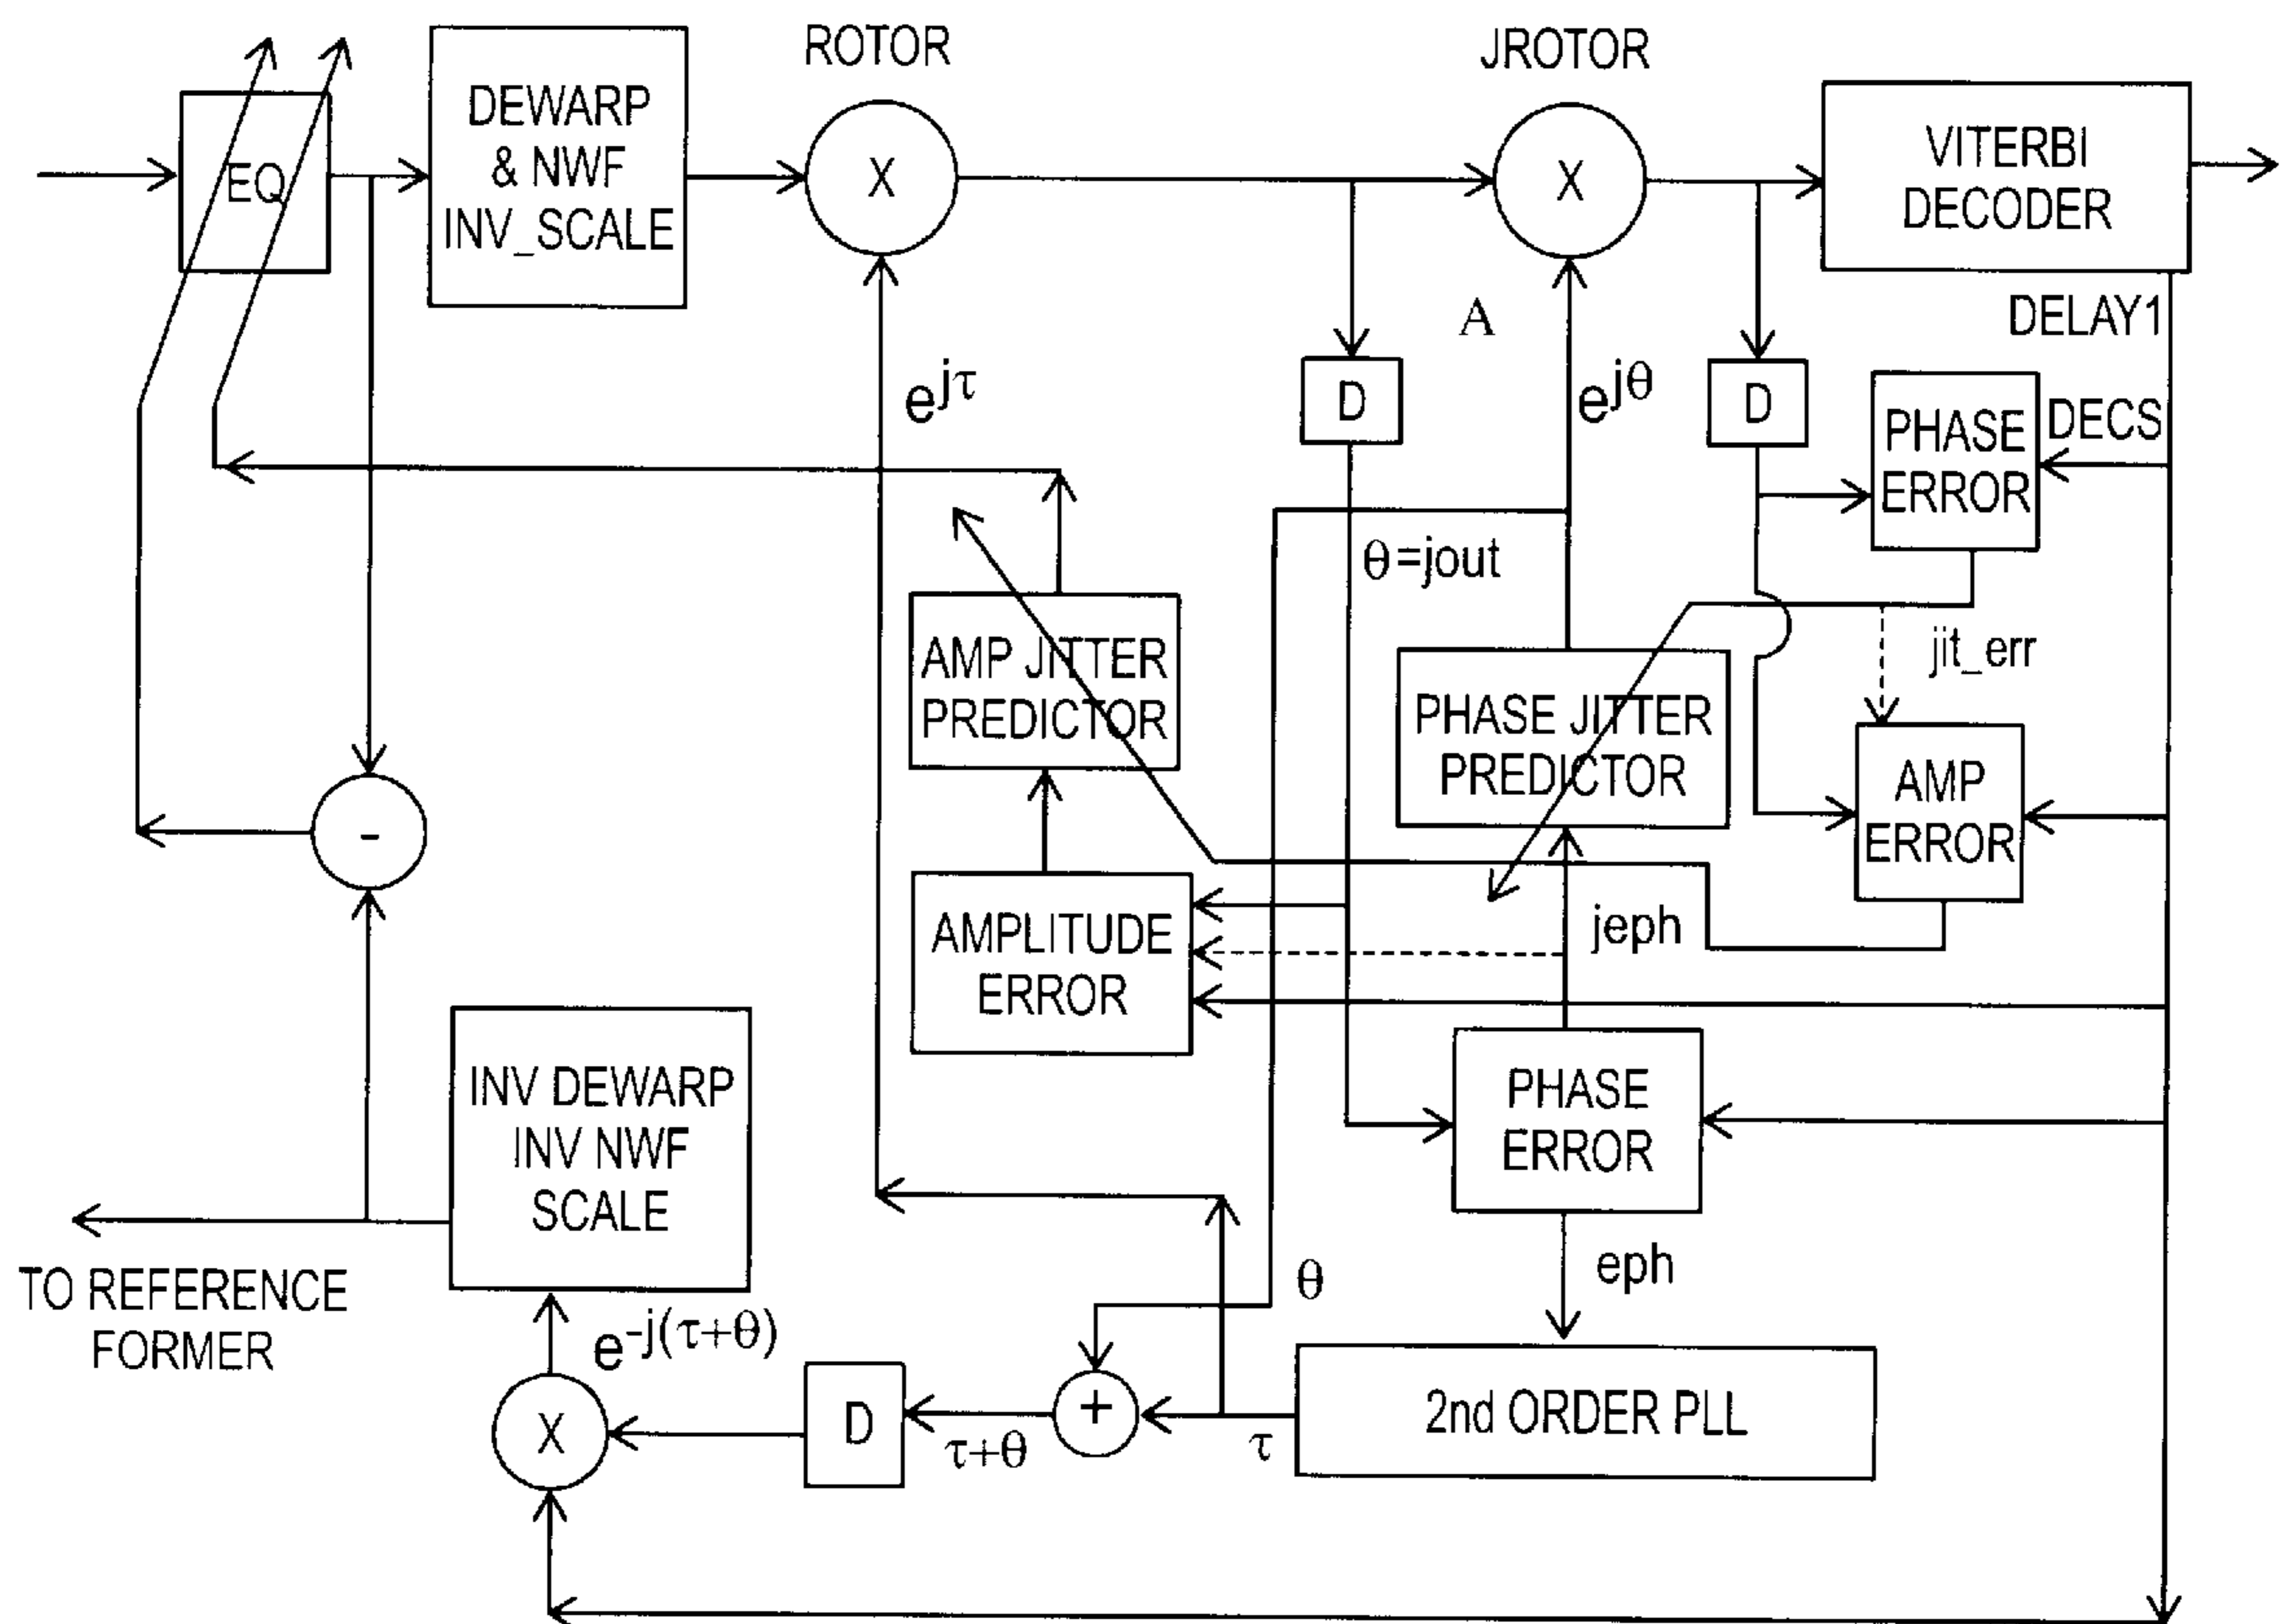 ROTOR
JROTOR
DEWARP
& NWF
INV_SCALE
EQ
X
X
VITERBI
DECODER
DELAY1
A
e^jτ
e^jθ
D
D
PHASE
ERROR
DECS
θ=jout
jit_err
AMP JITTER
PREDICTOR
PHASE JITTER
PREDICTOR
AMP
ERROR
-
AMPLITUDE
ERROR
jeph
INV DEWARP
INV NWF
SCALE
PHASE
ERROR
eph
TO REFERENCE
FORMER
θ
e^-j(τ+θ)
X
D
τ+θ
+
τ
2nd ORDER PLL